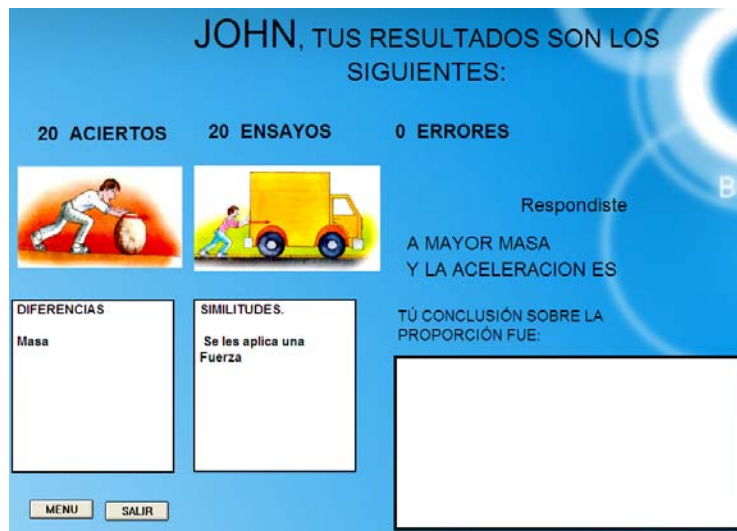 JOHN, TUS RESULTADOS SON LOS
SIGUIENTES:
20 ACIERTOS
20 ENSAYOS
0 ERRORES
B
Respondiste
A MAYOR MASA
Y LA ACELERACION ES
DIFERENCIAS
Masa
SIMILITUDES.
Se les aplica una
Fuerza
TÚ CONCLUSIÓN SOBRE LA
PROPORCIÓN FUE:
MENU
SALIR